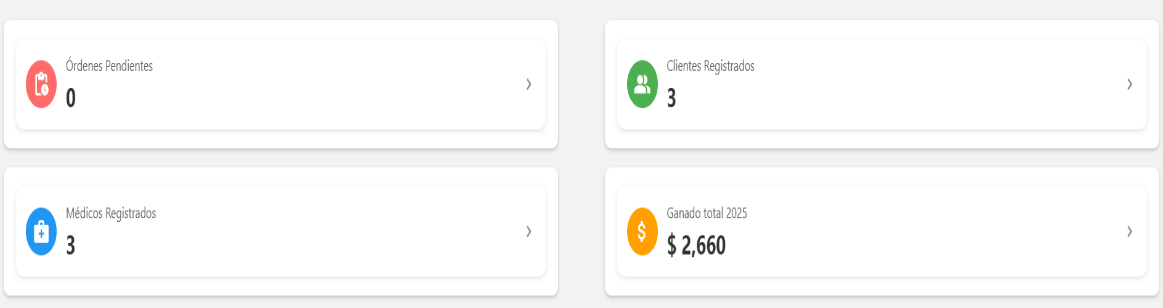 Órdenes Pendientes
0
Clientes Registrados
3
Médicos Registrados
3
Ganado total 2025
$ 2,660